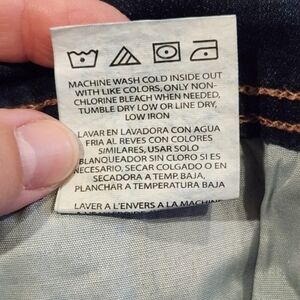 MACHINE WASH COLD INSIDE OUT
WITH LIKE COLORS, ONLY NON-
CHLORINE BLEACH WHEN NEEDED,
TUMBLE DRY LOW OR LINE DRY,
LOW IRON
LAVAR EN LAVADORA CON AGUA
FRIA AL REVES CON COLORES
SIMILARES, USAR SOLO
BLANQUEADOR SIN CLORO SI ES
NECESARIO, SECAR COLGADO O EN
SECADORA A TEMP. BAJA,
PLANCHAR A TEMPERATURA BAJA
LAVER A L'ENVERS A LA MACHINE